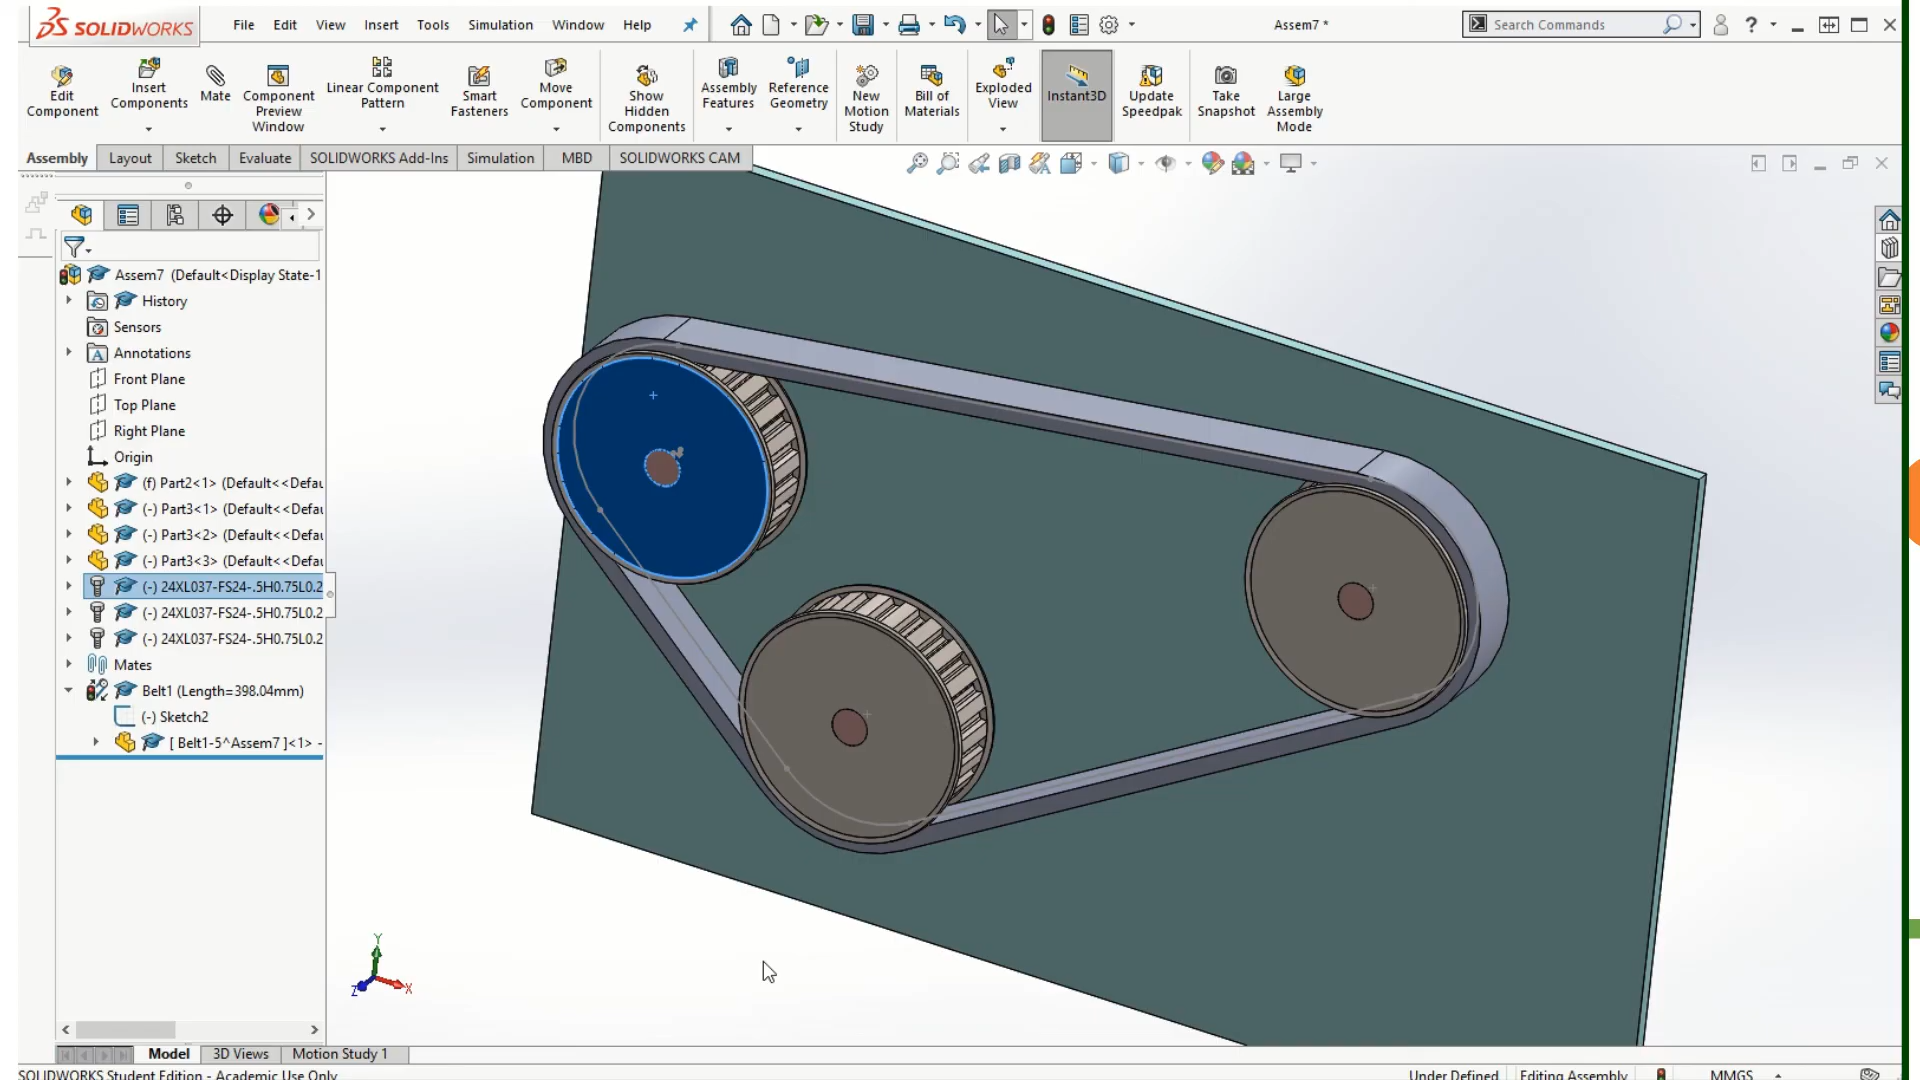 SOLIDWORKS File Edit View Insert Tools Simulation Window Help Assem7 * Search Commands ?
Edit Component
Insert Components
Mate
Component Preview Window
Linear Component Pattern
Smart Fasteners
Move Component
Show Hidden Components
Assembly Features
Reference Geometry
New Motion Study
Bill of Materials
Exploded View
Instant3D
Update Speedpak
Take Snapshot
Large Assembly Mode
Assembly Layout Sketch Evaluate SOLIDWORKS Add-Ins Simulation MBD SOLIDWORKS CAM
Assem7 (Default<Display State-1
History
Sensors
Annotations
Front Plane
Top Plane
Right Plane
Origin
(f) Part2<1> (Default<<Defau
(-) Part3<1> (Default<<Defau
(-) Part3<2> (Default<<Defau
(-) Part3<3> (Default<<Defau
(-) 24XL037-FS24-.5H0.75L0.2
(-) 24XL037-FS24-.5H0.75L0.2
(-) 24XL037-FS24-.5H0.75L0.2
Mates
Belt1 (Length=398.04mm)
(-) Sketch2
[ Belt1-5^Assem7 ]<1> -
Y
Z X
Model 3D Views Motion Study 1
SOLIDWORKS Student Edition - Academic Use Only Under Defined Editing Assembly MMGS